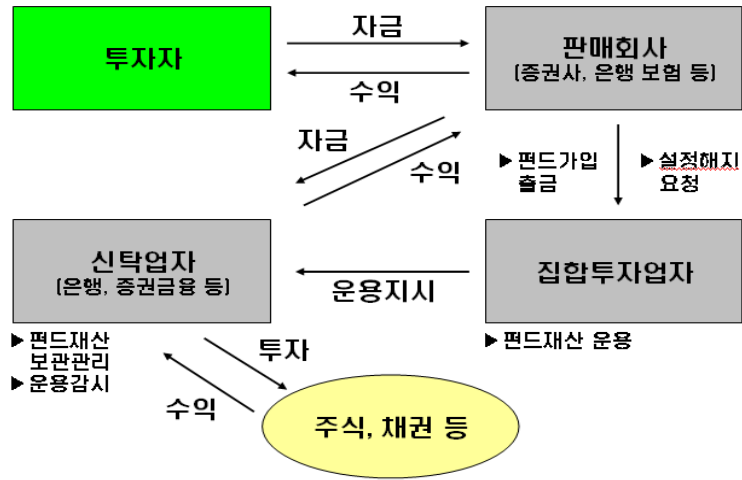 투자자
자금
수익
판매회사
(증권사, 은행 보험 등)
자금
수익
▶ 펀드가입
출금
▶ 설정해지
요청
신탁업자
(은행, 증권금융 등)
운용지시
집합투자업자
▶ 펀드재산
보관관리
▶ 운용감시
▶ 펀드재산 운용
투자
수익
주식, 채권 등